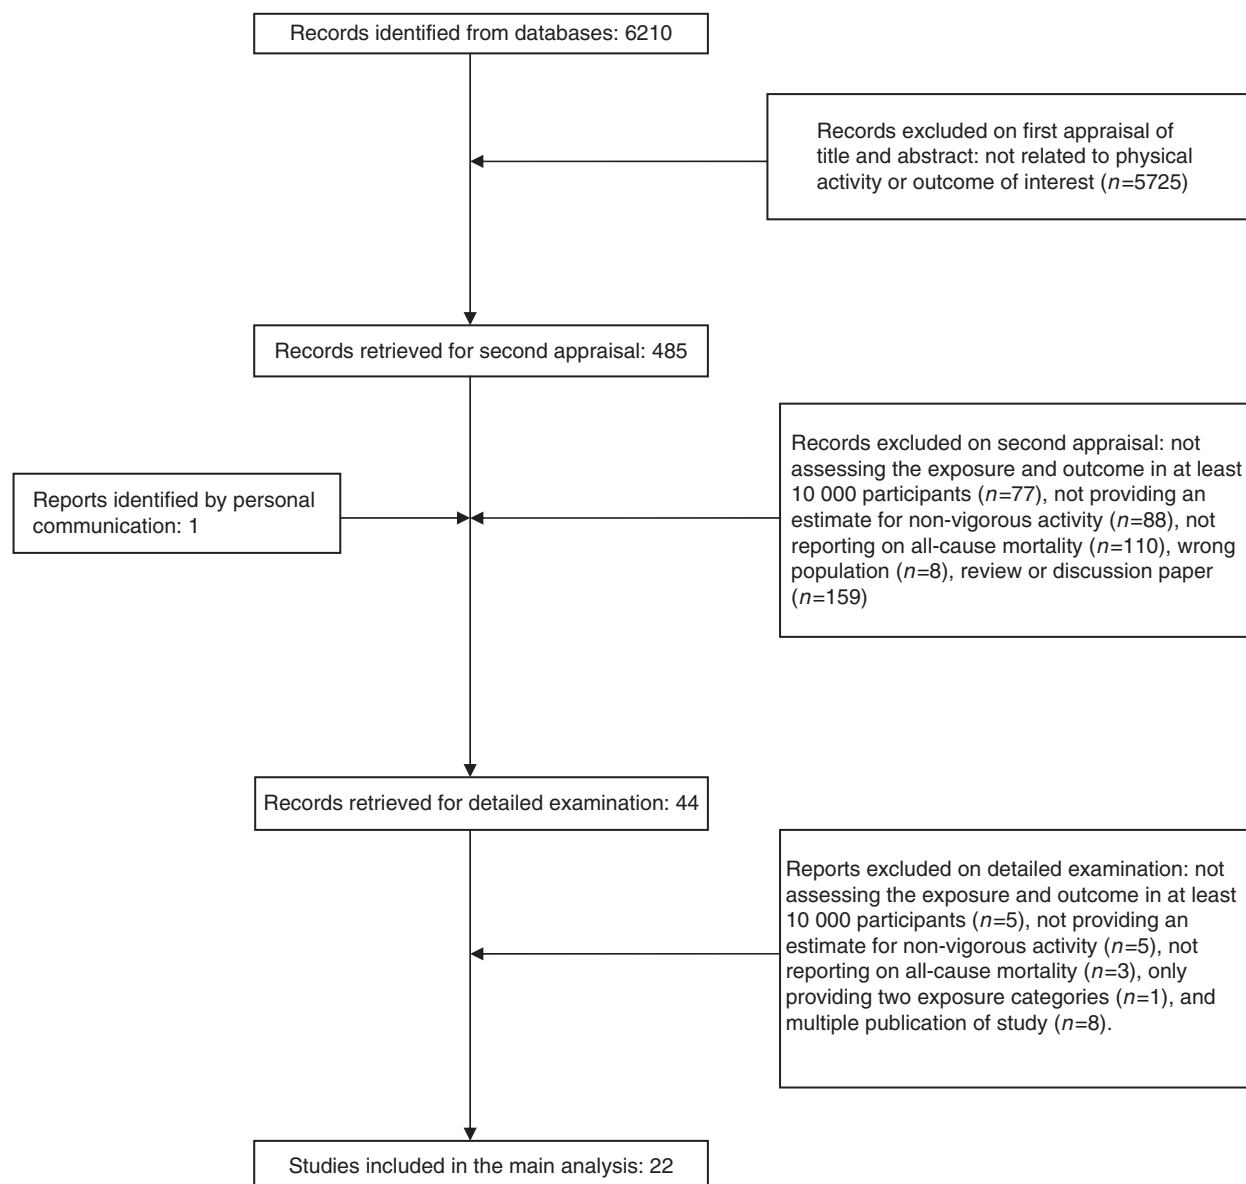 Records identified from databases: 6210
Records excluded on first appraisal of
title and abstract: not related to physical
activity or outcome of interest (n=5725)
Records retrieved for second appraisal: 485
Records excluded on second appraisal: not
assessing the exposure and outcome in at least
10 000 participants (n=77), not providing an
estimate for non-vigorous activity (n=88), not
reporting on all-cause mortality (n=110), wrong
population (n=8), review or discussion paper
(n=159)
Reports identified by personal
communication: 1
Records retrieved for detailed examination: 44
Reports excluded on detailed examination: not
assessing the exposure and outcome in at least
10 000 participants (n=5), not providing an
estimate for non-vigorous activity (n=5), not
reporting on all-cause mortality (n=3), only
providing two exposure categories (n=1), and
multiple publication of study (n=8).
Studies included in the main analysis: 22